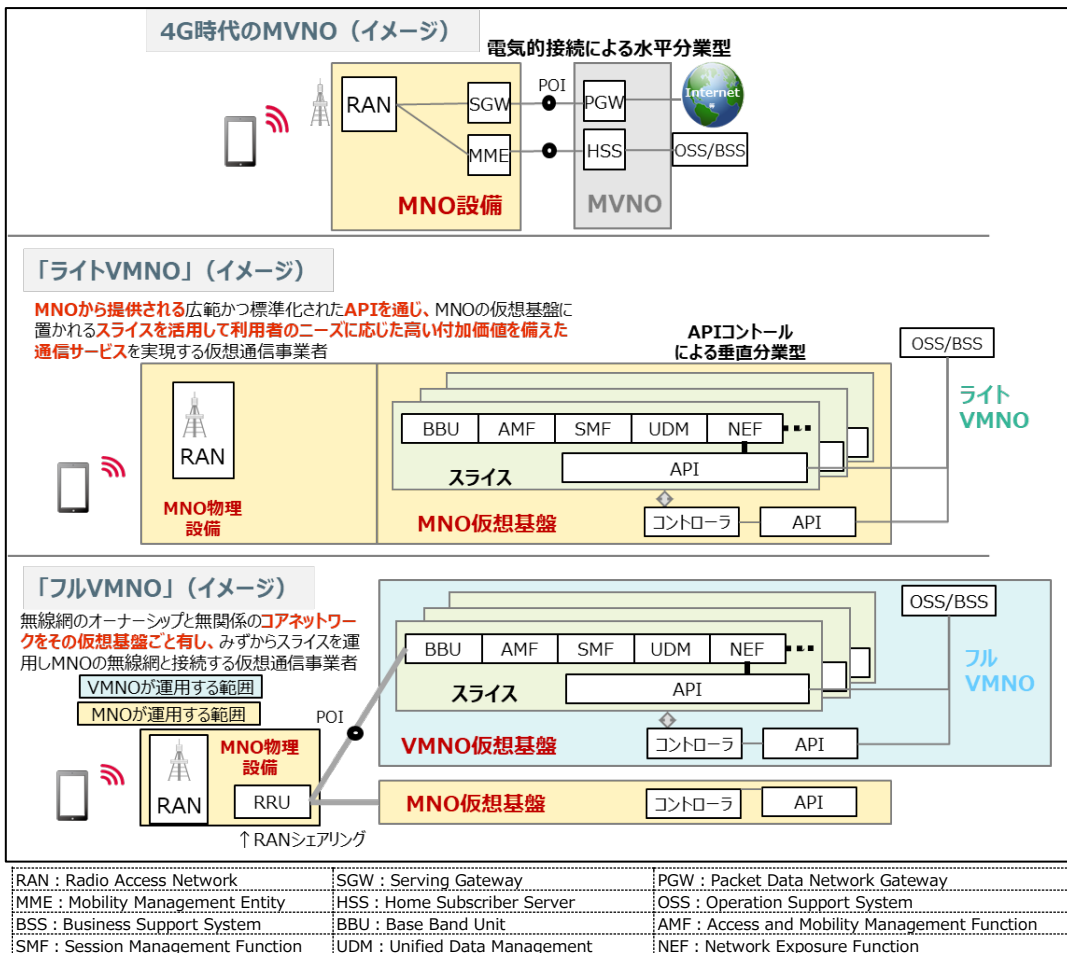 4G時代のMVNO（イメージ）
電気的接続による水平分業型
RAN
SGW
POI
PGW
Internet
MME
HSS
OSS/BSS
MNO設備
MVNO
「ライトVMNO」（イメージ）
MNOから提供される広範かつ標準化されたAPIを通じ、MNOの仮想基盤に
置かれるスライスを活用して利用者のニーズに応じた高い付加価値を備えた
通信サービスを実現する仮想通信事業者
APIコントール
による垂直分業型
OSS/BSS
ライト
VMNO
BBU AMF SMF UDM NEF
RAN
API
スライス
MNO物理
設備
MNO仮想基盤
コントローラ
API
「フルVMNO」（イメージ）
無線網のオーナーシップと無関係のコアネットワー
クをその仮想基盤ごと有し、みずからスライスを運
用しMNOの無線網と接続する仮想通信事業者
VMNOが運用する範囲
MNOが運用する範囲
OSS/BSS
フル
VMNO
BBU AMF SMF UDM NEF
API
スライス
POI
VMNO仮想基盤
コントローラ
API
MNO物理
設備
RAN
RRU
MNO仮想基盤
コントローラ
API
↑RANシェアリング
RAN : Radio Access Network SGW : Serving Gateway PGW : Packet Data Network Gateway
MME : Mobility Management Entity HSS : Home Subscriber Server OSS : Operation Support System
BSS : Business Support System BBU : Base Band Unit AMF : Access and Mobility Management Function
SMF : Session Management Function UDM : Unified Data Management NEF : Network Exposure Function